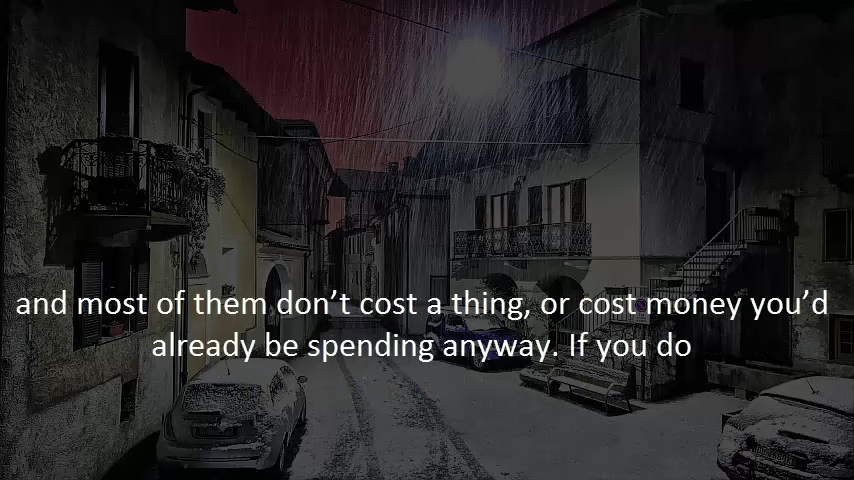 and most of them don’t cost a thing, or cost money you’d
already be spending anyway. If you do